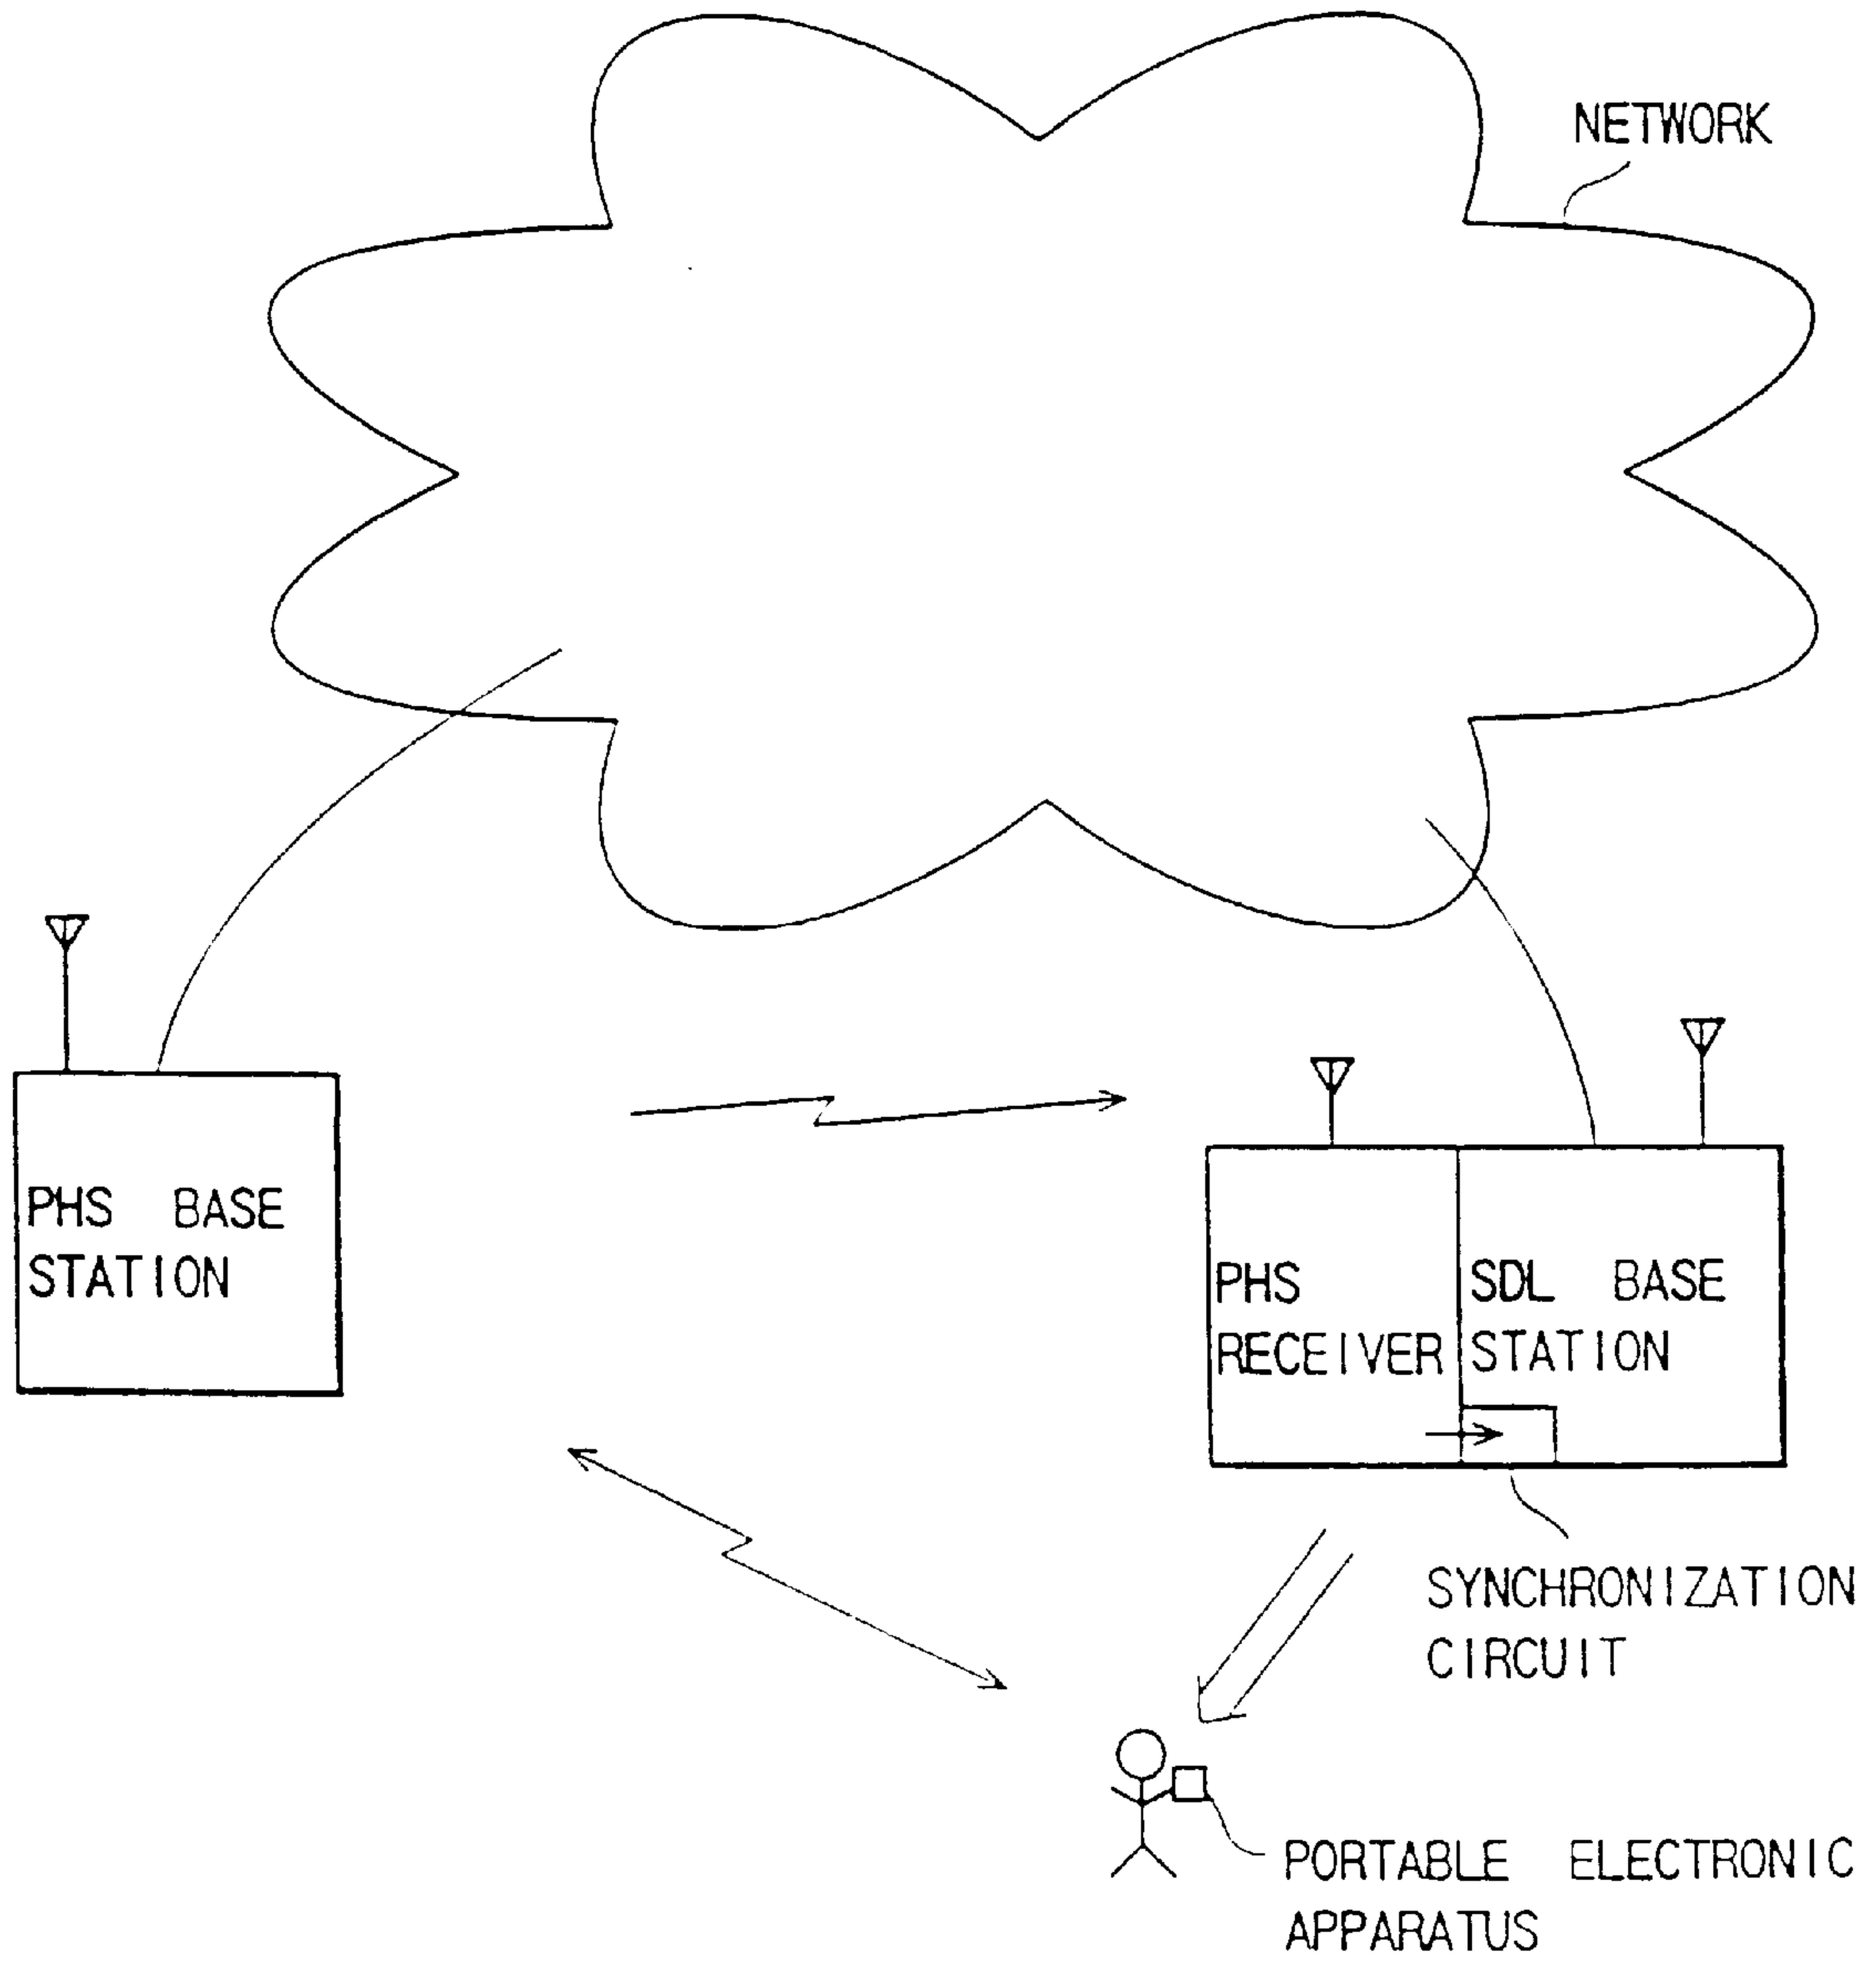 NETWORK
PHS BASE
STATION
PHS
RECEIVER
SDL BASE
STATION
SYNCHRONIZATION
CIRCUIT
PORTABLE ELECTRONIC
APPARATUS